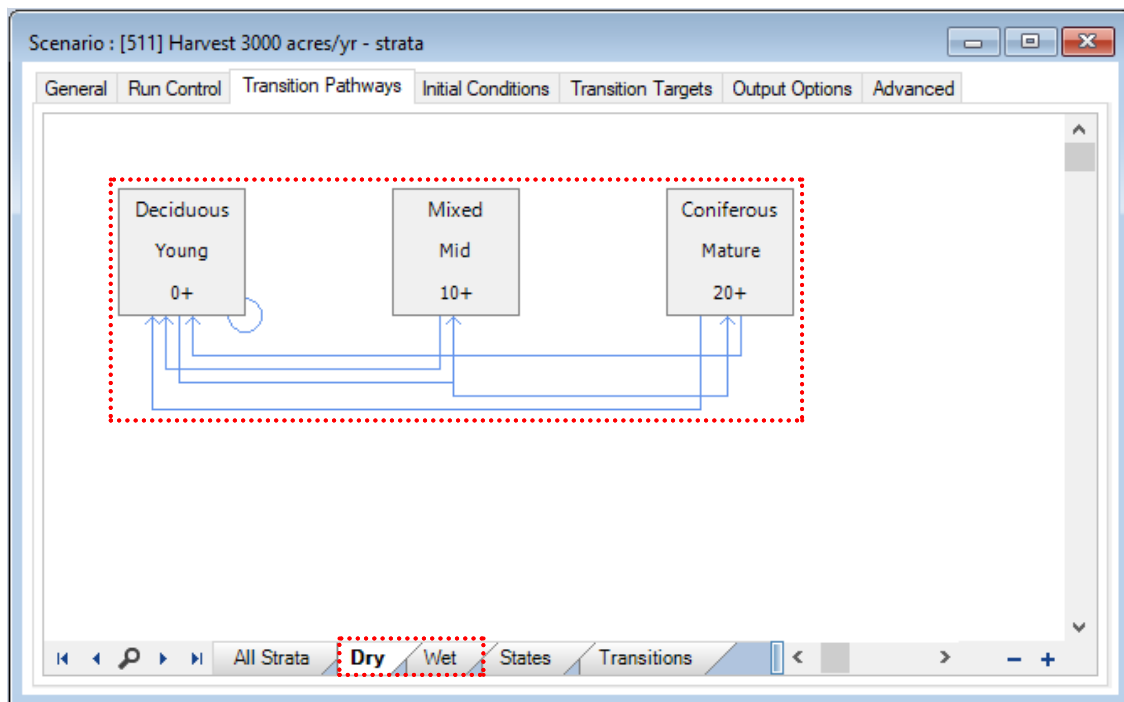 Scenario : [511] Harvest 3000 acres/yr - strata
General Run Control Transition Pathways Initial Conditions Transition Targets Output Options Advanced
Deciduous
Young
0+
Mixed
Mid
10+
Coniferous
Mature
20+
All Strata Dry Wet States Transitions